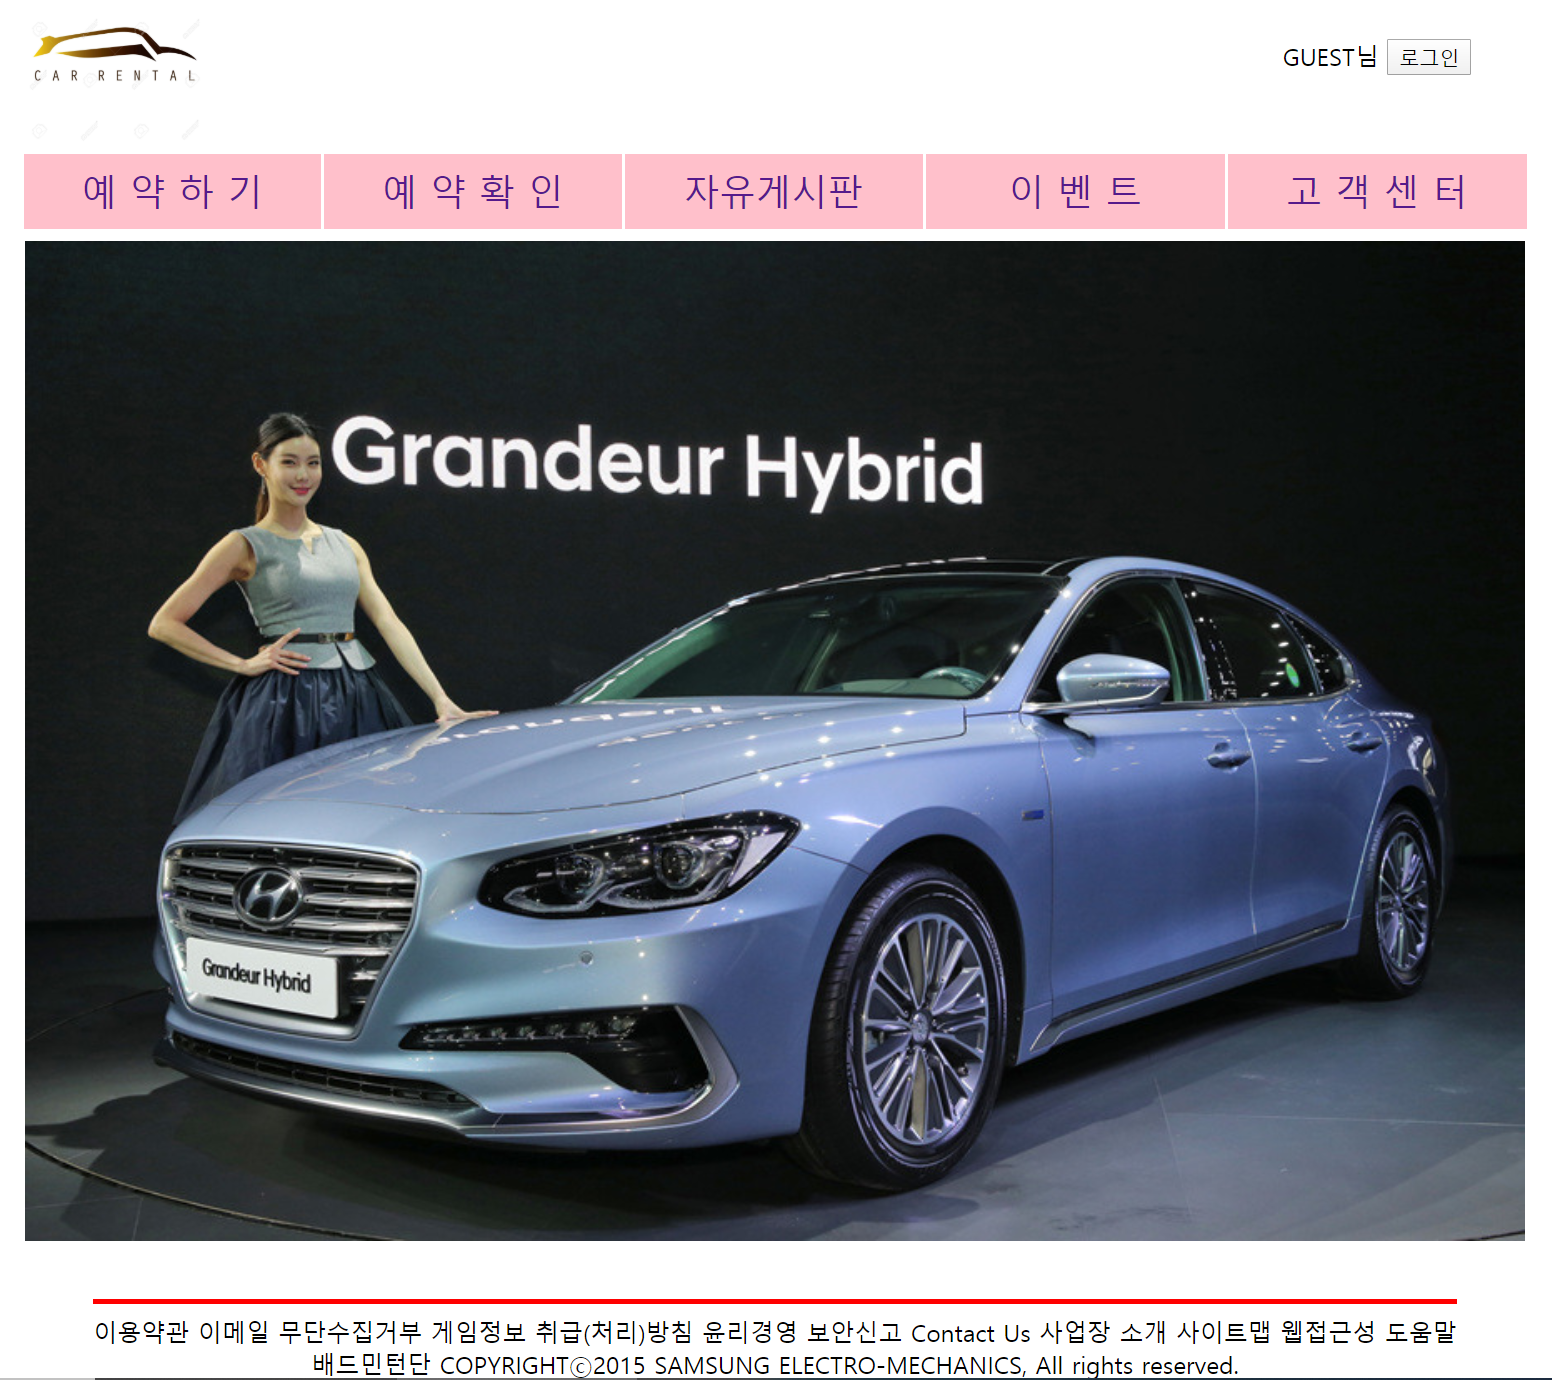 CAR RENTAL
GUEST님 로그인
예 약 하 기 예 약 확 인 자유게시판 이 벤 트 고 객 센 터
Grandeur Hybrid
Grandeur Hybrid
이용약관 이메일 무단수집거부 게임정보 취급(처리)방침 윤리경영 보안신고 Contact Us 사업장 소개 사이트맵 웹접근성 도움말
배드민턴단 COPYRIGHTⓒ2015 SAMSUNG ELECTRO-MECHANICS, All rights reserved.